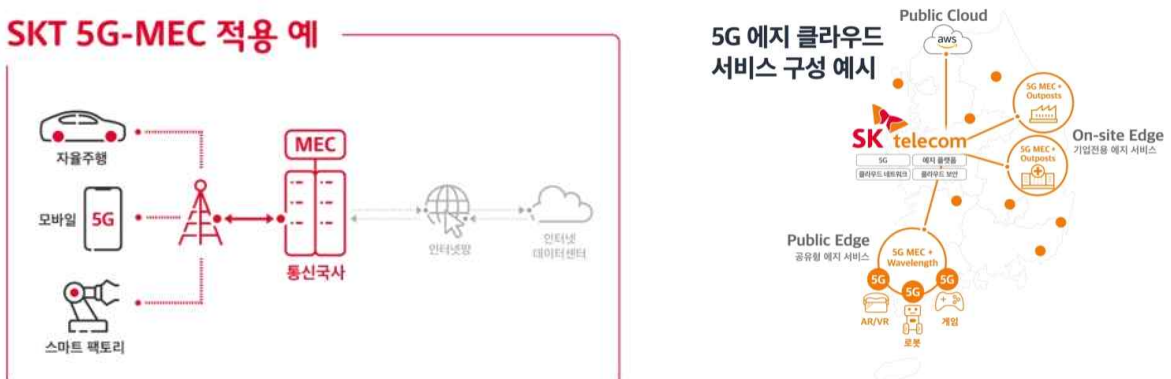 SKT 5G-MEC 적용 예
자율주행
모바일
5G
스마트 팩토리
MEC
통신국사
인터넷망
인터넷
데이터센터
5G 에지 클라우드
서비스 구성 예시
Public Cloud
aws
SK telecom
5G
에지 플랫폼
클라우드 네트워크
클라우드 보안
5G MEC +
Outposts
On-site Edge
기업전용 에지 서비스
5G MEC +
Outposts
Public Edge
공유형 에지 서비스
5G MEC +
Wavelength
5G
5G
5G
AR/VR
로봇
게임